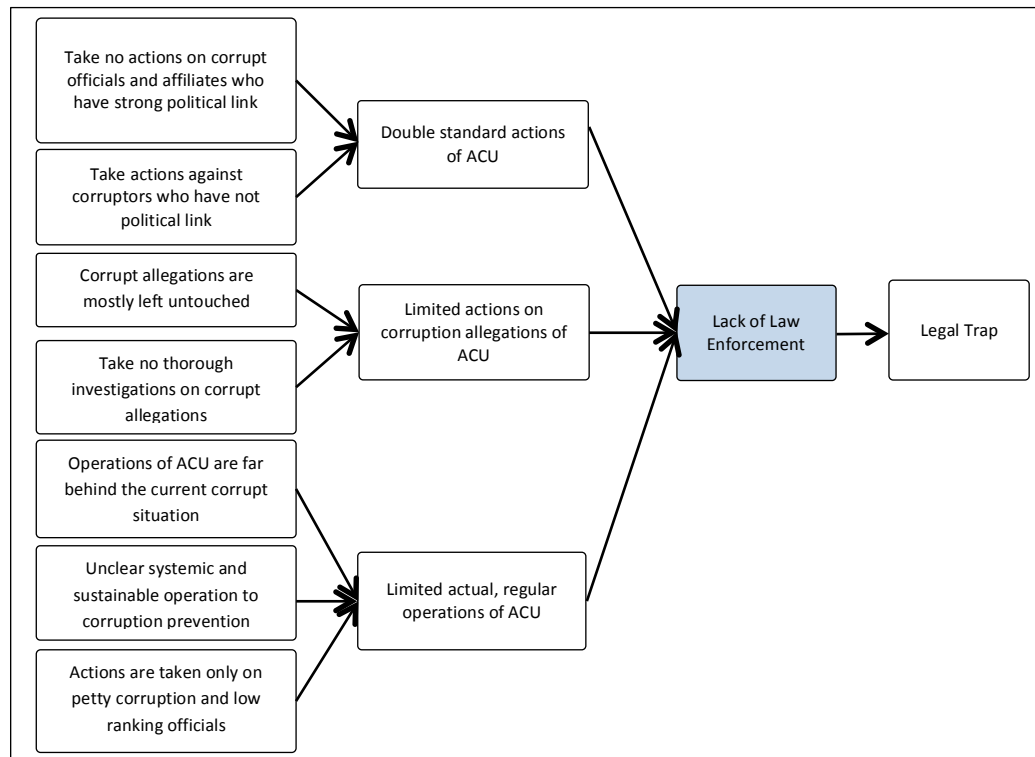 Take no actions on corrupt
officials and affiliates who
have strong political link
Take actions against
corruptors who have not
political link
Corrupt allegations are
mostly left untouched
Take no thorough
investigations on corrupt
allegations
Operations of ACU are far
behind the current corrupt
situation
Unclear systemic and
sustainable operation to
corruption prevention
Actions are taken only on
petty corruption and low
ranking officials
Double standard actions
of ACU
Limited actions on
corruption allegations of
ACU
Limited actual, regular
operations of ACU
Lack of Law
Enforcement
Legal Trap